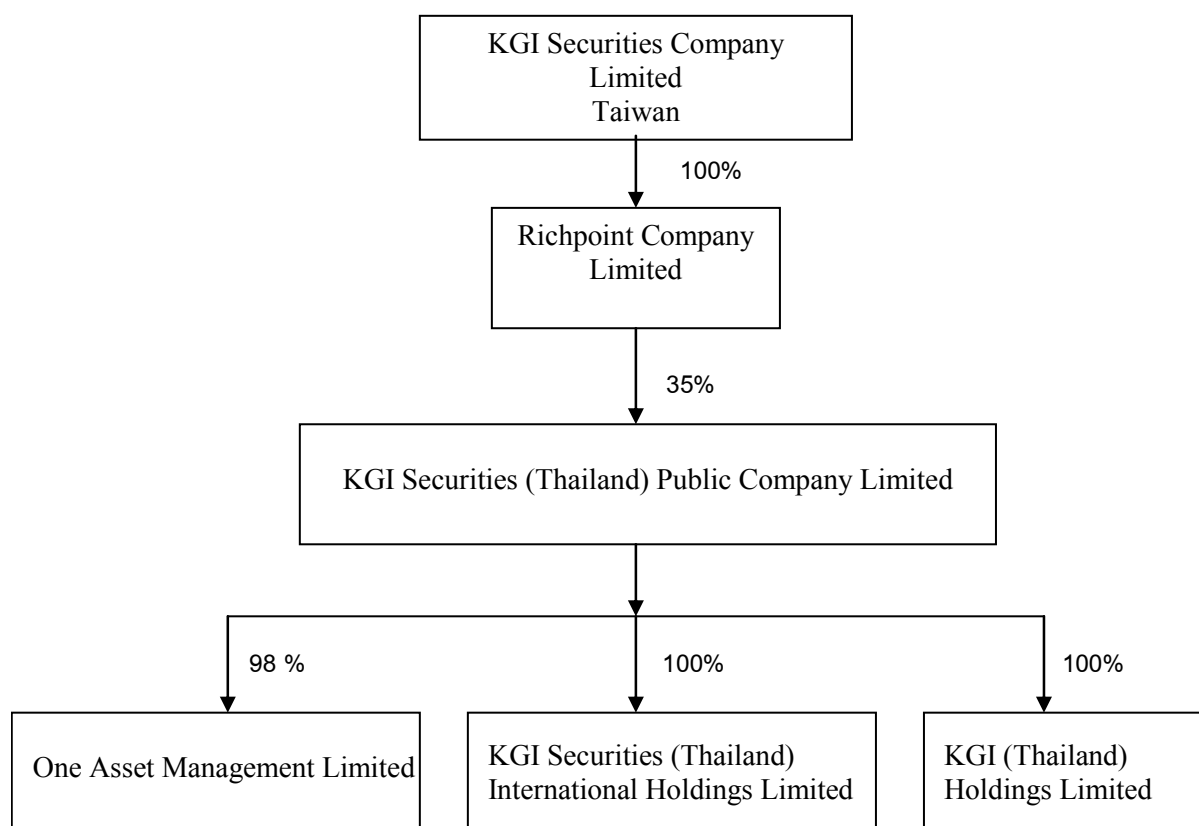 KGI Securities Company
Limited
Taiwan
100%
Richpoint Company
Limited
35%
KGI Securities (Thailand) Public Company Limited
98 %
100%
100%
One Asset Management Limited
KGI Securities (Thailand)
International Holdings Limited
KGI (Thailand)
Holdings Limited